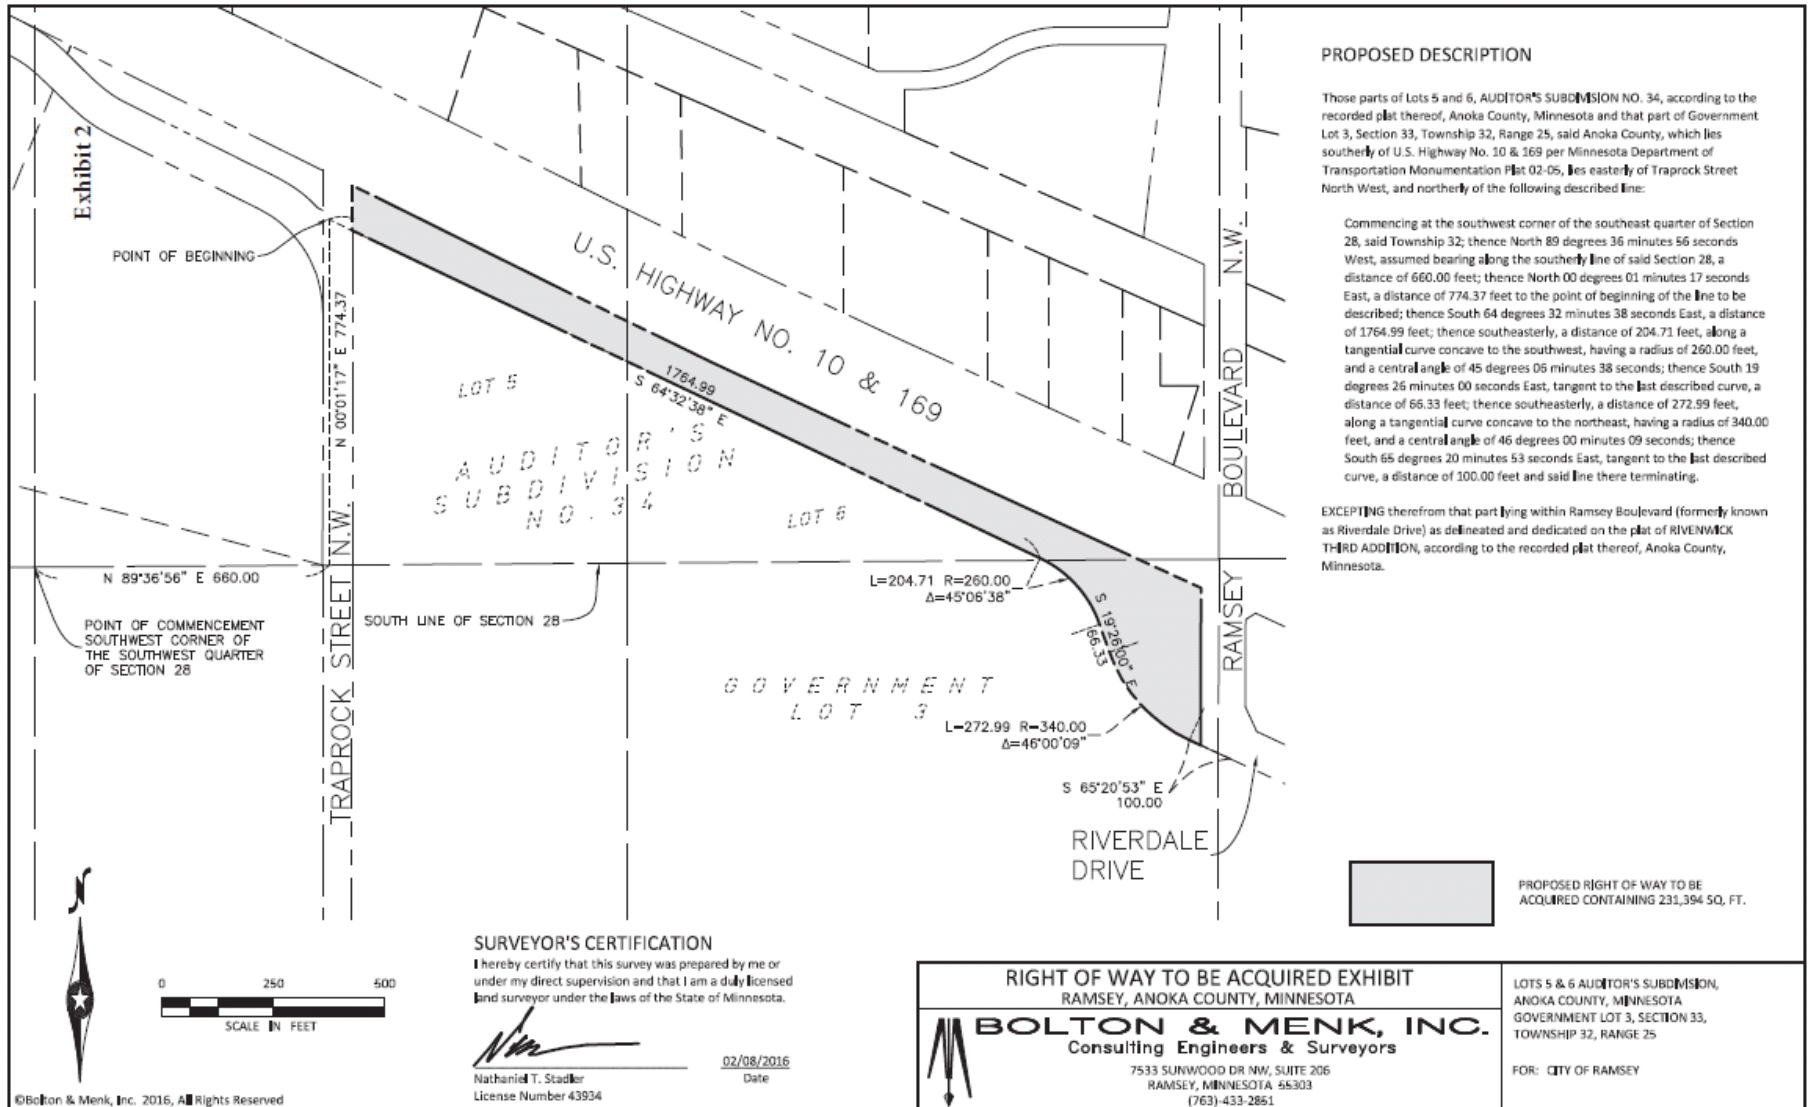 Exhibit 2
POINT OF BEGINNING
N 00°01'17" E 774.37
U.S. HIGHWAY NO. 10 & 169
1764.99
S 64°32'38" E
LOT 5
AUDITOR'S
SUBDIVISION
NO. 34
LOT 6
BOULEVARD N.W.
RAMSEY
N 89°36'56" E 660.00
POINT OF COMMENCEMENT
SOUTHWEST CORNER OF
THE SOUTHWEST QUARTER
OF SECTION 28
TRAPROCK STREET N.W.
SOUTH LINE OF SECTION 28
L=204.71 R=260.00
Δ=45°06'38"
S 19°26'00" E
66.33
GOVERNMENT
LOT 3
L=272.99 R=340.00
Δ=46°00'09"
S 65°20'53" E
100.00
RIVERDALE
DRIVE
PROPOSED DESCRIPTION
Those parts of Lots 5 and 6, AUDITOR'S SUBDIVISION NO. 34, according to the
recorded plat thereof, Anoka County, Minnesota and that part of Government
Lot 3, Section 33, Township 32, Range 25, said Anoka County, which lies
southerly of U.S. Highway No. 10 & 169 per Minnesota Department of
Transportation Monumentation Plat 02-05, lies easterly of Traprock Street
North West, and northerly of the following described line:
Commencing at the southwest corner of the southeast quarter of Section
28, said Township 32; thence North 89 degrees 36 minutes 56 seconds
West, assumed bearing along the southerly line of said Section 28, a
distance of 660.00 feet; thence North 00 degrees 01 minutes 17 seconds
East, a distance of 774.37 feet to the point of beginning of the line to be
described; thence South 64 degrees 32 minutes 38 seconds East, a distance
of 1764.99 feet; thence southeasterly, a distance of 204.71 feet, along a
tangential curve concave to the southwest, having a radius of 260.00 feet,
and a central angle of 45 degrees 06 minutes 38 seconds; thence South 19
degrees 26 minutes 00 seconds East, tangent to the last described curve, a
distance of 66.33 feet; thence southeasterly, a distance of 272.99 feet,
along a tangential curve concave to the northeast, having a radius of 340.00
feet, and a central angle of 46 degrees 00 minutes 09 seconds; thence
South 65 degrees 20 minutes 53 seconds East, tangent to the last described
curve, a distance of 100.00 feet and said line there terminating.
EXCEPTING therefrom that part lying within Ramsey Boulevard (formerly known
as Riverdale Drive) as delineated and dedicated on the plat of RIVENWICK
THIRD ADDITION, according to the recorded plat thereof, Anoka County,
Minnesota.
PROPOSED RIGHT OF WAY TO BE
ACQUIRED CONTAINING 231,394 SQ. FT.
N
0 250 500
SCALE IN FEET
©Bolton & Menk, Inc. 2016, All Rights Reserved
SURVEYOR'S CERTIFICATION
I hereby certify that this survey was prepared by me or
under my direct supervision and that I am a duly licensed
land surveyor under the laws of the State of Minnesota.
02/08/2016
Nathaniel T. Stadler Date
License Number 43934
RIGHT OF WAY TO BE ACQUIRED EXHIBIT
RAMSEY, ANOKA COUNTY, MINNESOTA
BOLTON & MENK, INC.
Consulting Engineers & Surveyors
7533 SUNWOOD DR NW, SUITE 206
RAMSEY, MINNESOTA 55303
(763)-433-2851
LOTS 5 & 6 AUDITOR'S SUBDIVISION,
ANOKA COUNTY, MINNESOTA
GOVERNMENT LOT 3, SECTION 33,
TOWNSHIP 32, RANGE 25
FOR: CITY OF RAMSEY